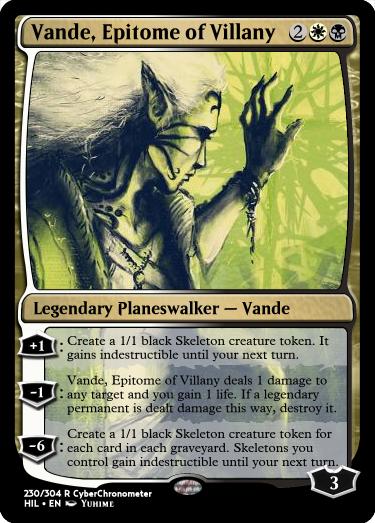 Vande, Epitome of Villany 2
Legendary Planeswalker — Vande
+1 : Create a 1/1 black Skeleton creature token. It
gains indestructible until your next turn.
-1 : Vande, Epitome of Villany deals 1 damage to
any target and you gain 1 life. If a legendary
permanent is dealt damage this way, destroy it.
-6 : Create a 1/1 black Skeleton creature token for
each card in each graveyard. Skeletons you
control gain indestructible until your next turn.
3
230/304 R CyberChronometer
HIL • EN Yuhime